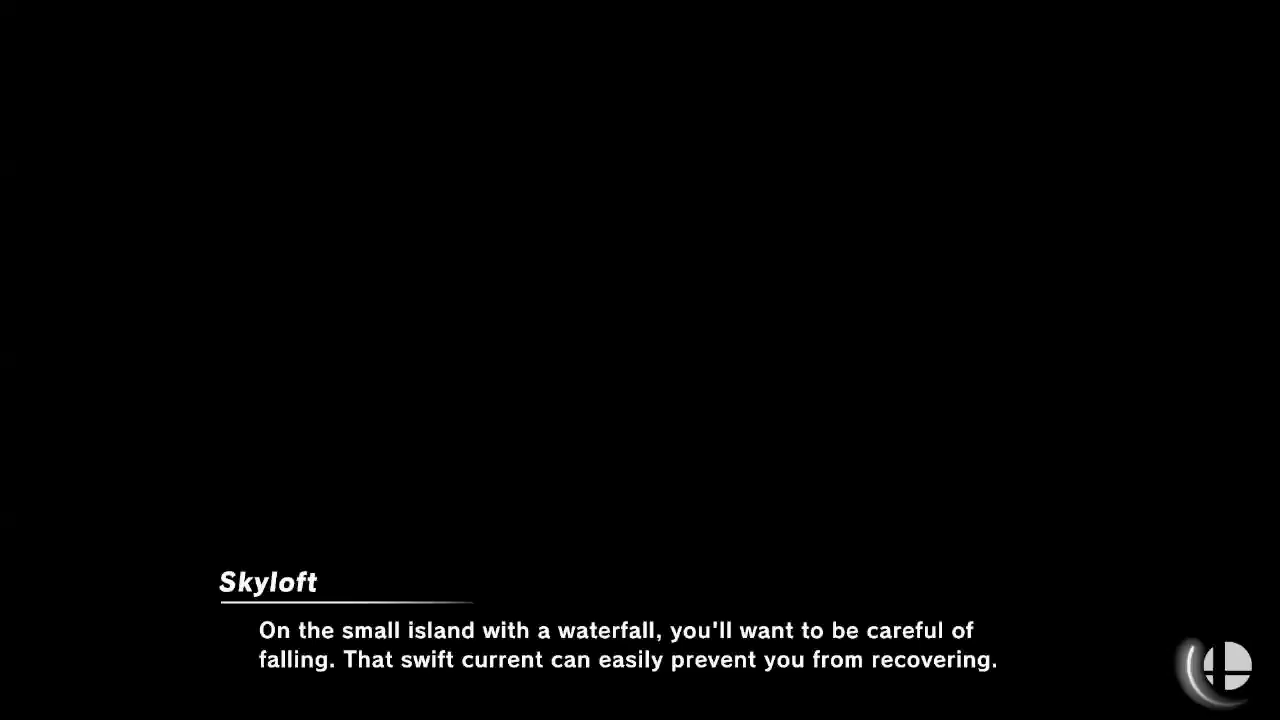 Skyloft
On the small island with a waterfall, you'll want to be careful of
falling. That swift current can easily prevent you from recovering.